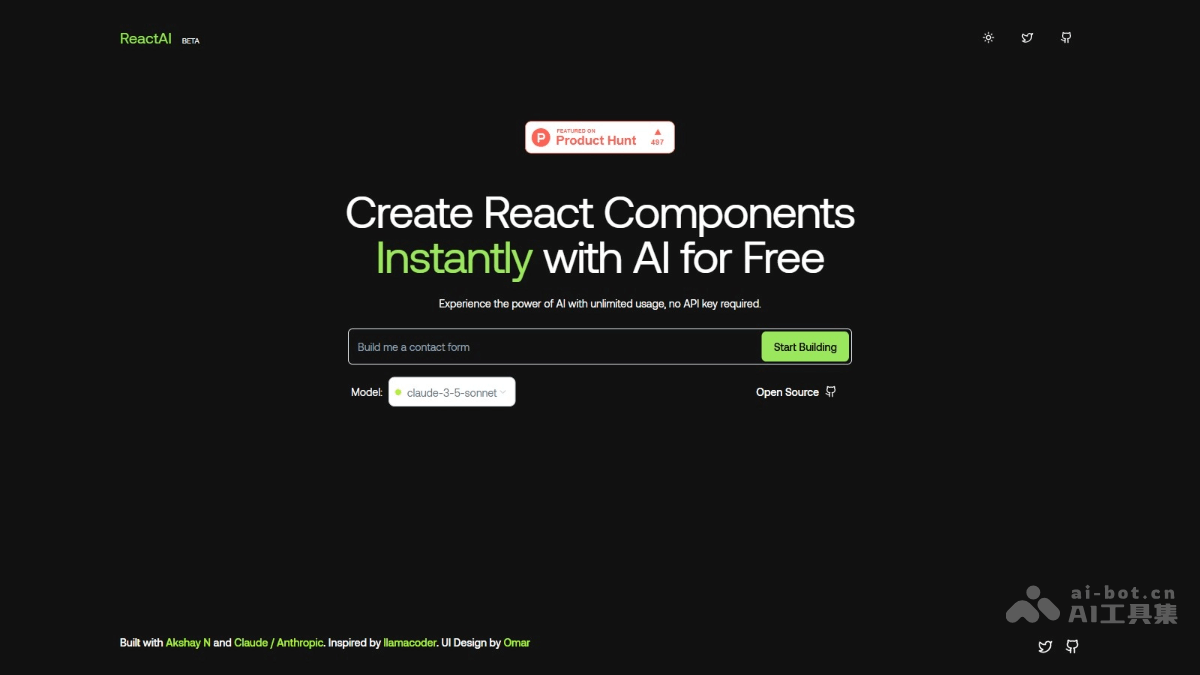 ReactAI BETA
FEATURED ON
Product Hunt
497
Create React Components
Instantly with AI for Free
Experience the power of AI with unlimited usage, no API key required.
Build me a contact form
Start Building
Model: claude-3-5-sonnet
Open Source
ai-bot.cn
AI工具集
Built with Akshay N and Claude / Anthropic. Inspired by llamacoder. UI Design by Omar